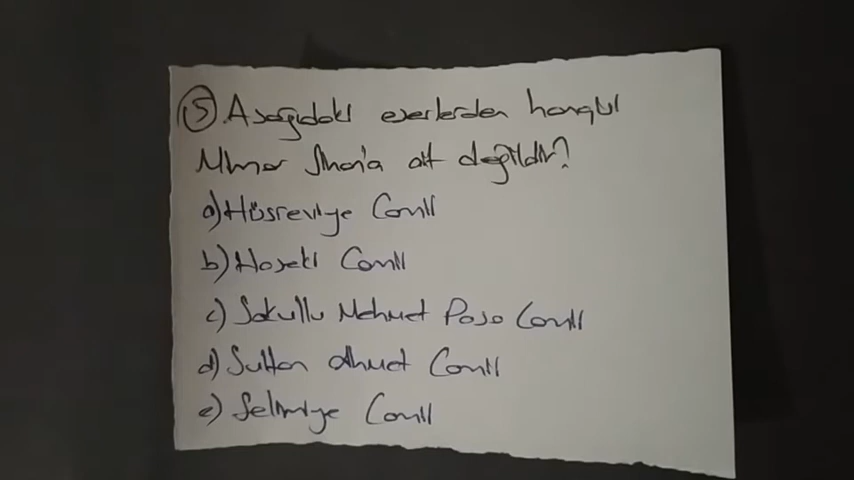 5 Aşağıdaki eserlerden hangisi
Mimar Sinan'a ait değildir?
a) Hüsreviye Camii
b) Haseki Camii
c) Sokullu Mehmet Paşa Camii
d) Sultan Ahmet Camii
e) Selimiye Camii